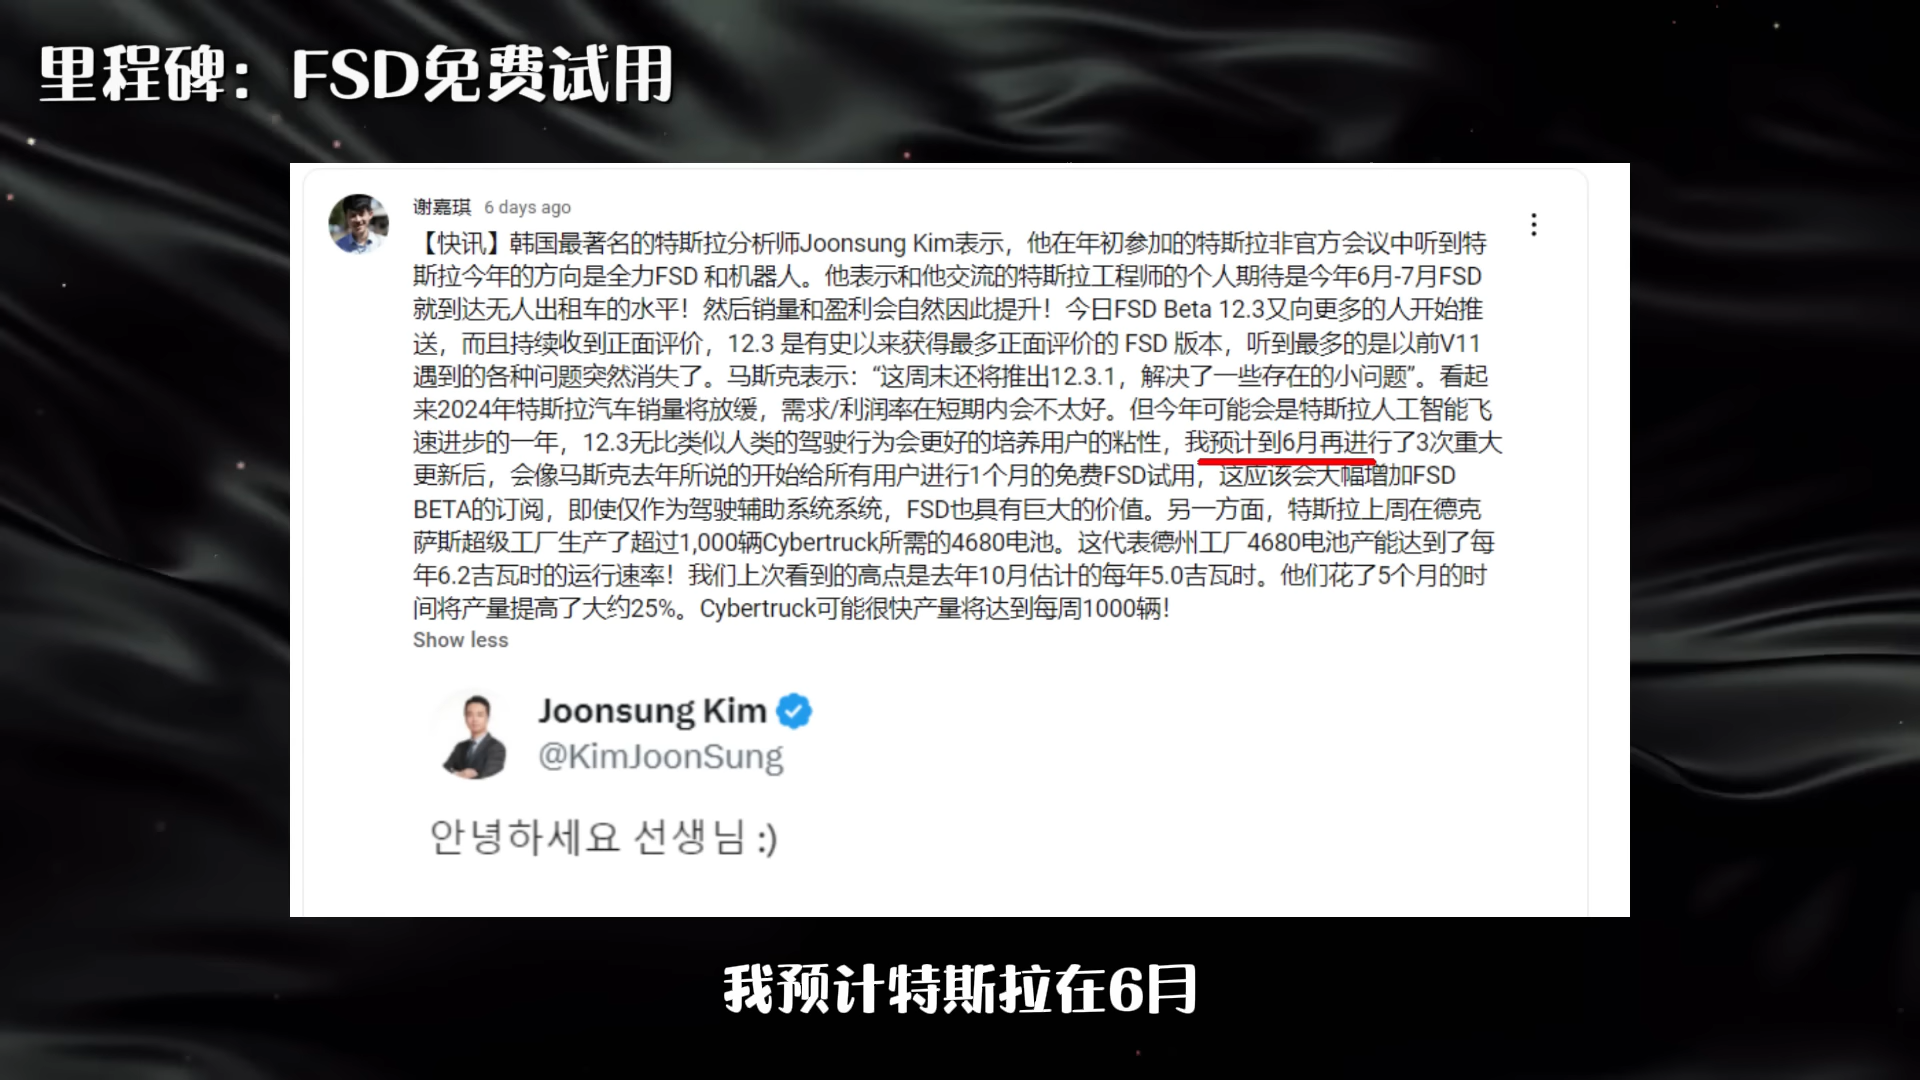 里程碑：FSD免费试用
谢嘉琪 6 days ago
【快讯】韩国最著名的特斯拉分析师Joonsung Kim表示，他在年初参加的特斯拉非官方会议中听到特
斯拉今年的方向是全力FSD 和机器人。他表示和他交流的特斯拉工程师的个人期待是今年6月-7月FSD
就到达无人出租车的水平！然后销量和盈利会自然因此提升！今日FSD Beta 12.3又向更多的人开始推
送，而且持续收到正面评价，12.3 是有史以来获得最多正面评价的 FSD 版本，听到最多的是以前V11
遇到的各种问题突然消失了。马斯克表示：“这周末还将推出12.3.1，解决了一些存在的小问题”。看起
来2024年特斯拉汽车销量将放缓，需求/利润率在短期内会不太好。但今年可能会是特斯拉人工智能飞
速进步的一年，12.3无比类似人类的驾驶行为会更好的培养用户的粘性，我预计到6月再进行了3次重大
更新后，会像马斯克去年所说的开始给所有用户进行1个月的免费FSD试用，这应该会大幅增加FSD
BETA的订阅，即使仅作为驾驶辅助系统系统，FSD也具有巨大的价值。另一方面，特斯拉上周在德克
萨斯超级工厂生产了超过1,000辆Cybertruck所需的4680电池。这代表德州工厂4680电池产能达到了每
年6.2吉瓦时的运行速率！我们上次看到的高点是去年10月估计的每年5.0吉瓦时。他们花了5个月的时
间将产量提高了大约25%。Cybertruck可能很快产量将达到每周1000辆！
Show less
Joonsung Kim
@KimJoonSung
안녕하세요 선생님 :)
我预计特斯拉在6月